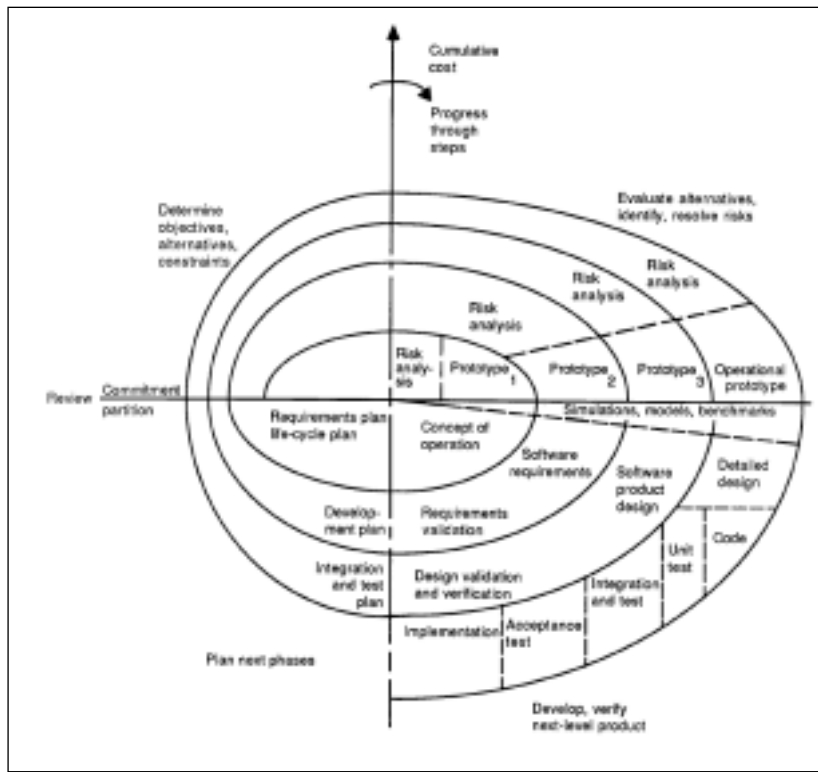 Cumulative
cost
Progress
through
steps
Determine
objectives,
alternatives,
constraints
Evaluate alternatives,
identify, resolve risks
Risk
analysis
Risk
analysis
Risk
analysis
Risk
analy-
sis
Prototype
1
Prototype
2
Prototype
3
Operational
prototype
Review
Commitment
partition
Simulations, models, benchmarks
Requirements plan
life-cycle plan
Concept of
operation
Software
requirements
Software
product
design
Detailed
design
Develop-
ment plan
Requirements
validation
Integration
and test
plan
Design validation
and verification
Code
Unit
test
Integration
and test
Acceptance
test
Implementation
Plan next phases
Develop, verify
next-level product